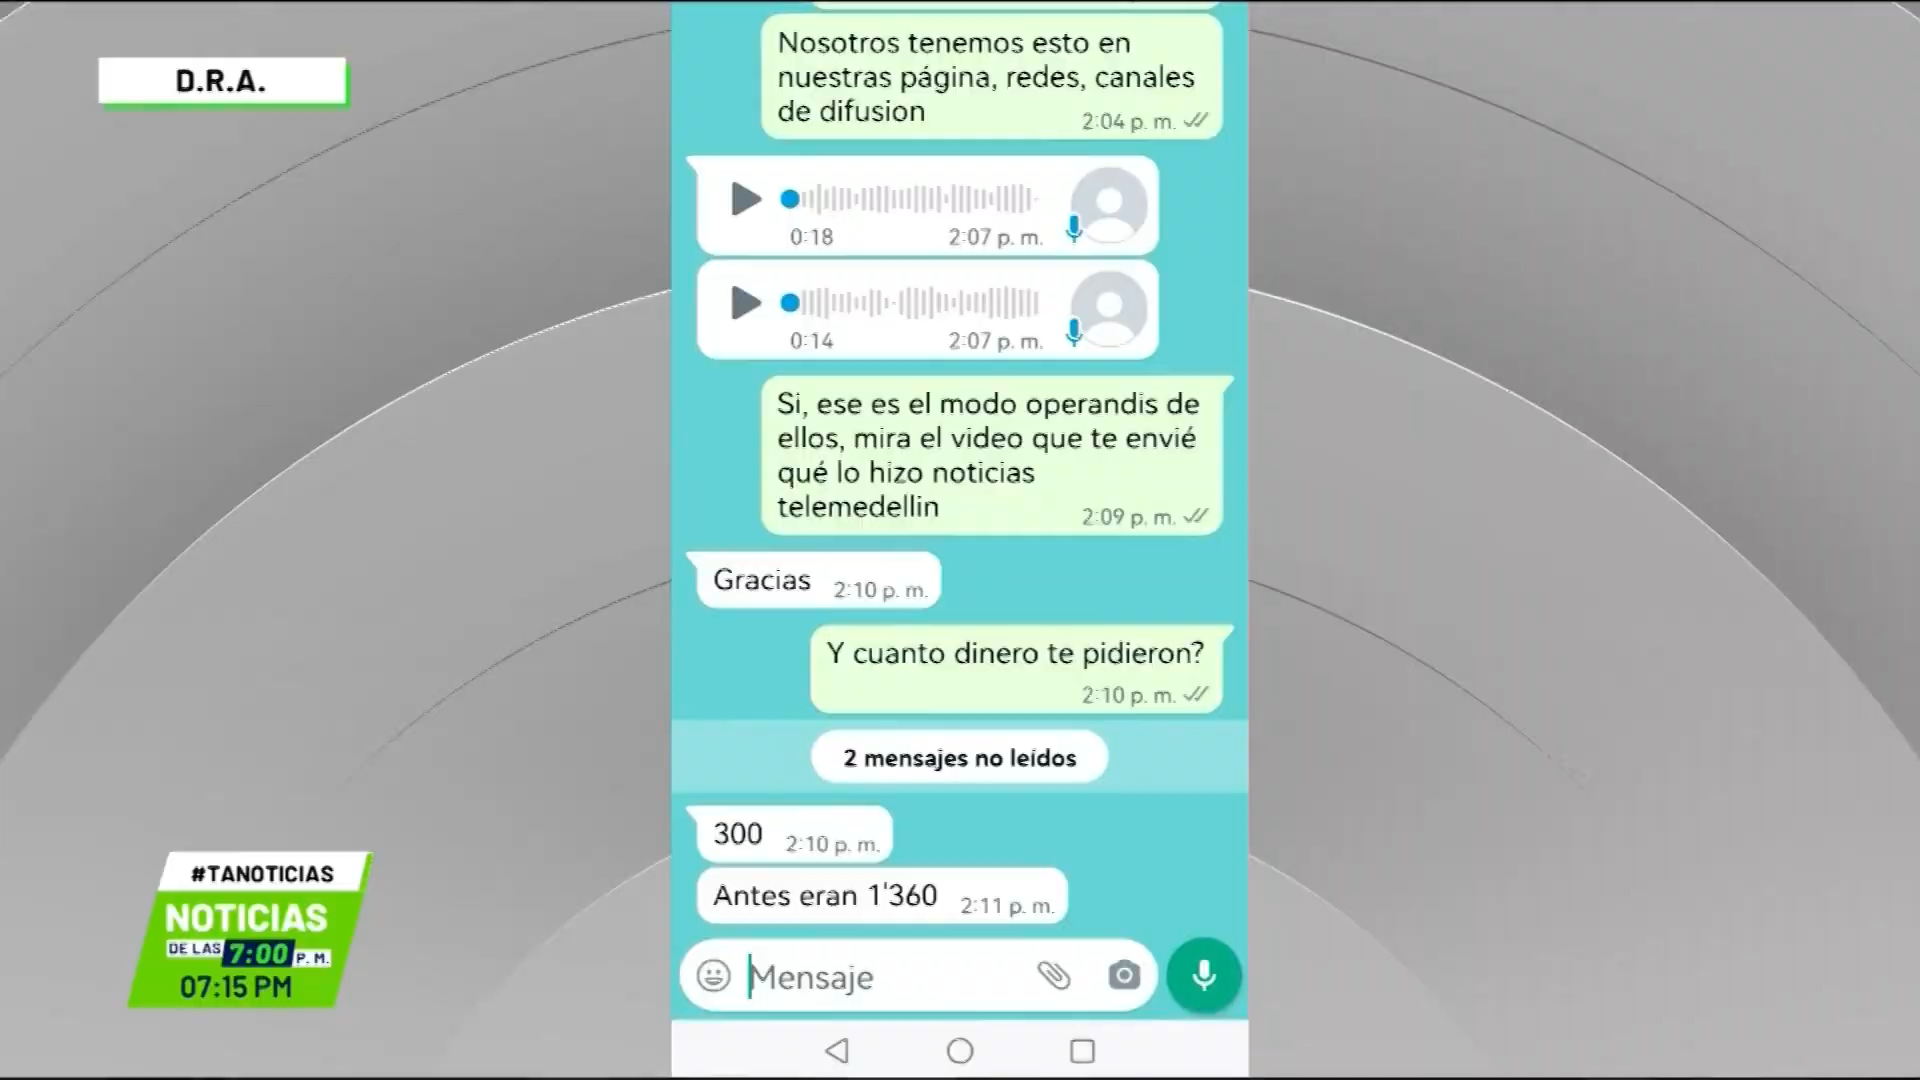 D.R.A.
Nosotros tenemos esto en
nuestras página, redes, canales
de difusion
2:04 p. m.
0:18
2:07 p. m.
0:14
2:07 p. m.
Si, ese es el modo operandis de
ellos, mira el video que te envié
qué lo hizo noticias
telemedellin
2:09 p. m.
Gracias
2:10 p. m.
Y cuanto dinero te pidieron?
2:10 p. m.
2 mensajes no leídos
300
2:10 p. m.
Antes eran 1'360
2:11 p. m.
Mensaje
#TANOTICIAS
NOTICIAS
DE LAS 7:00 P. M.
07:15 PM